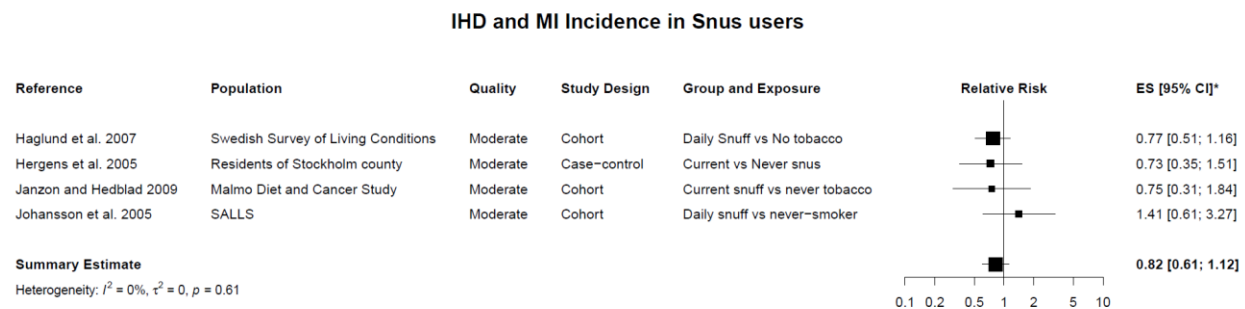 IHD and MI Incidence in Snus users
Reference Population Quality Study Design Group and Exposure Relative Risk ES [95% CI]*
Haglund et al. 2007 Swedish Survey of Living Conditions Moderate Cohort Daily Snuff vs No tobacco 0.77 [0.51; 1.16]
Hergens et al. 2005 Residents of Stockholm county Moderate Case−control Current vs Never snus 0.73 [0.35; 1.51]
Janzon and Hedblad 2009 Malmo Diet and Cancer Study Moderate Cohort Current snuff vs never tobacco 0.75 [0.31; 1.84]
Johansson et al. 2005 SALLS Moderate Cohort Daily snuff vs never−smoker 1.41 [0.61; 3.27]
Summary Estimate 0.82 [0.61; 1.12]
Heterogeneity: I² = 0%, τ² = 0, p = 0.61
0.1 0.2 0.5 1 2 5 10